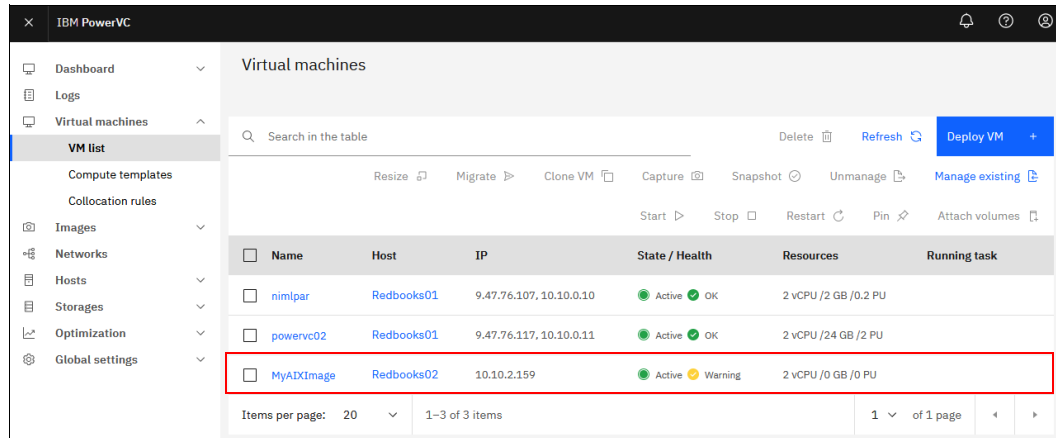 IBM PowerVC
Dashboard
Logs
Virtual machines
VM list
Compute templates
Collocation rules
Images
Networks
Hosts
Storages
Optimization
Global settings
Virtual machines
Search in the table
Delete Refresh Deploy VM +
Resize Migrate Clone VM Capture Snapshot Unmanage Manage existing
Start Stop Restart Pin Attach volumes
Name Host IP State / Health Resources Running task
nimlpar Redbooks01 9.47.76.107, 10.10.0.10 Active OK 2 vCPU /2 GB /0.2 PU
powervc02 Redbooks01 9.47.76.117, 10.10.0.11 Active OK 2 vCPU /24 GB /2 PU
MyAIXImage Redbooks02 10.10.2.159 Active Warning 2 vCPU /0 GB /0 PU
Items per page: 20 1–3 of 3 items 1 of 1 page